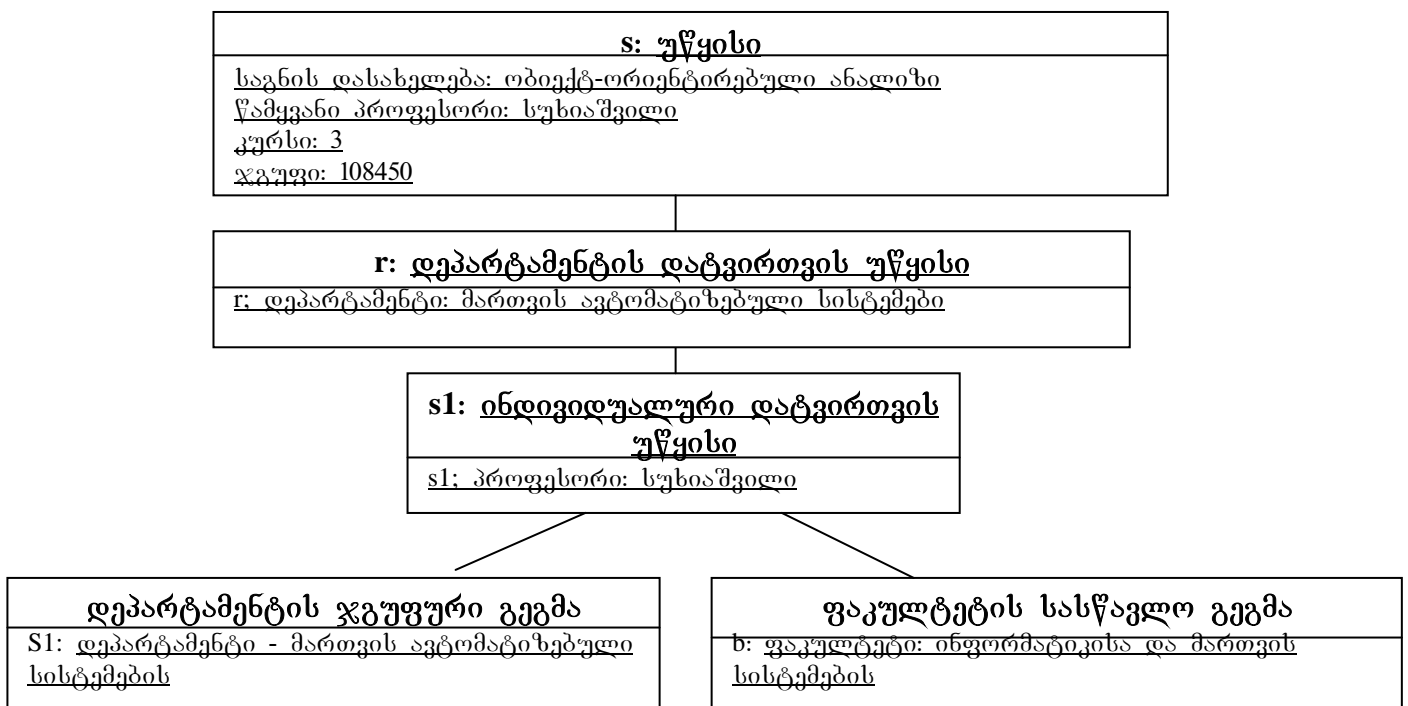 s: უწყისი
საგნის დასახელება: ობიექტ-ორიენტირებული ანალიზი
წამყვანი პროფესორი: სუხიაშვილი
კურსი: 3
ჯგუფი: 108450
r: დეპარტამენტის დატვირთვის უწყისი
r; დეპარტამენტი: მართვის ავტომატიზებული სისტემები
s1: ინდივიდუალური დატვირთვის
უწყისი
s1; პროფესორი: სუხიაშვილი
დეპარტამენტის ჯგუფური გეგმა
S1: დეპარტამენტი - მართვის ავტომატიზებული
სისტემების
ფაკულტეტის სასწავლო გეგმა
b: ფაკულტეტი: ინფორმატიკისა და მართვის
სისტემების